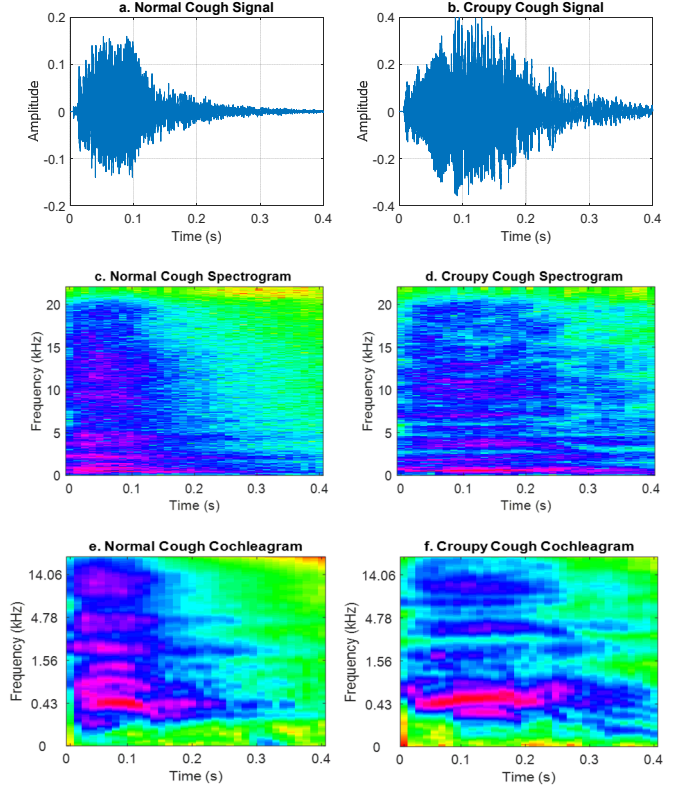 a. Normal Cough Signal
b. Croupy Cough Signal
Amplitude
0.2
0.1
0
-0.1
-0.2
0 0.1 0.2 0.3 0.4
Time (s)
Amplitude
0.4
0.2
0
-0.2
-0.4
0 0.1 0.2 0.3 0.4
Time (s)
c. Normal Cough Spectrogram
d. Croupy Cough Spectrogram
Frequency (kHz)
20
15
10
5
0
0 0.1 0.2 0.3 0.4
Time (s)
Frequency (kHz)
20
15
10
5
0
0 0.1 0.2 0.3 0.4
Time (s)
e. Normal Cough Cochleagram
f. Croupy Cough Cochleagram
Frequency (kHz)
14.06
4.78
1.56
0.43
0
0 0.1 0.2 0.3 0.4
Time (s)
Frequency (kHz)
14.06
4.78
1.56
0.43
0
0 0.1 0.2 0.3 0.4
Time (s)